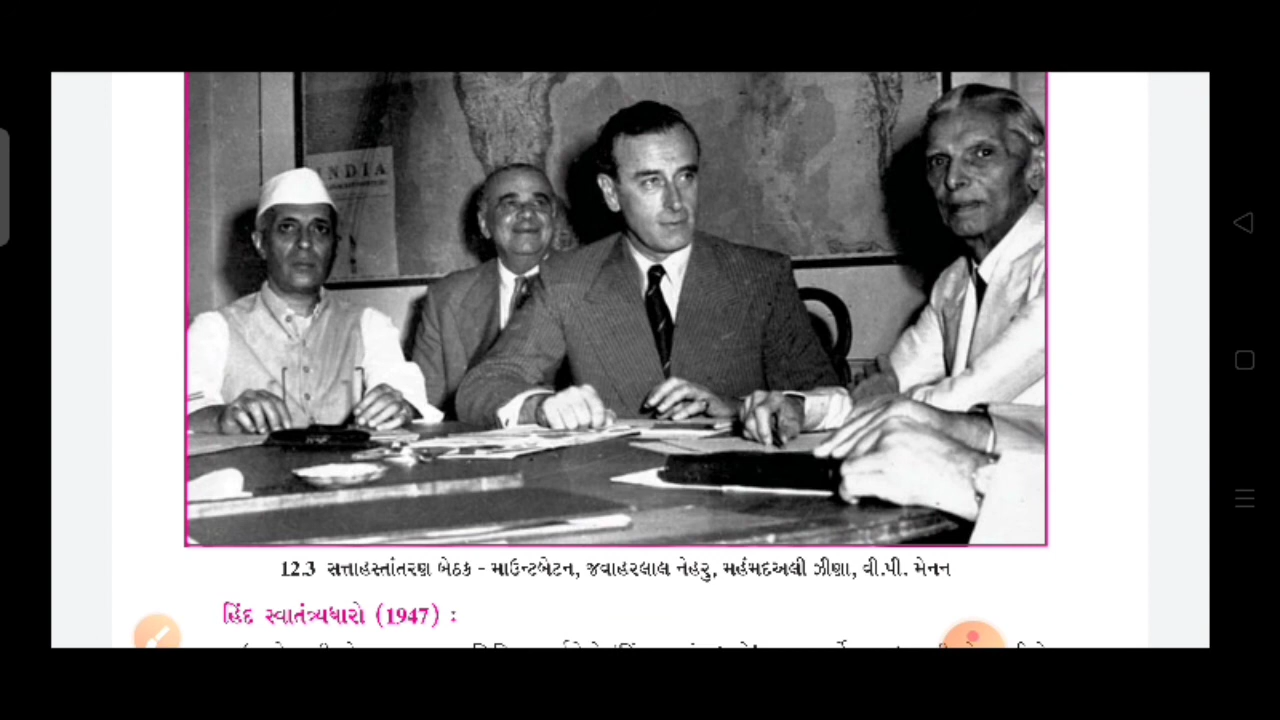 INDIA
12.3 સત્તાહસ્તાંતરણ બેઠક - માઉન્ટબેટન, જવાહરલાલ નેહરુ, મહંમદઅલી ઝીણા, વી.પી. મેનન
હિંદ સ્વાતંત્ર્યધારો (1947) :